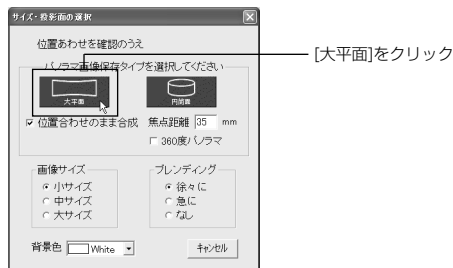 サイズ・投影面の選択
位置あわせを確認のうえ
パノラマ画像保存タイプを選択してください
[大平面]をクリック
大平面
円筒面
位置合わせのまま合成
焦点距離 35 mm
360度パノラマ
画像サイズ
小サイズ
中サイズ
大サイズ
ブレンディング
徐々に
急に
なし
背景色 White
キャンセル